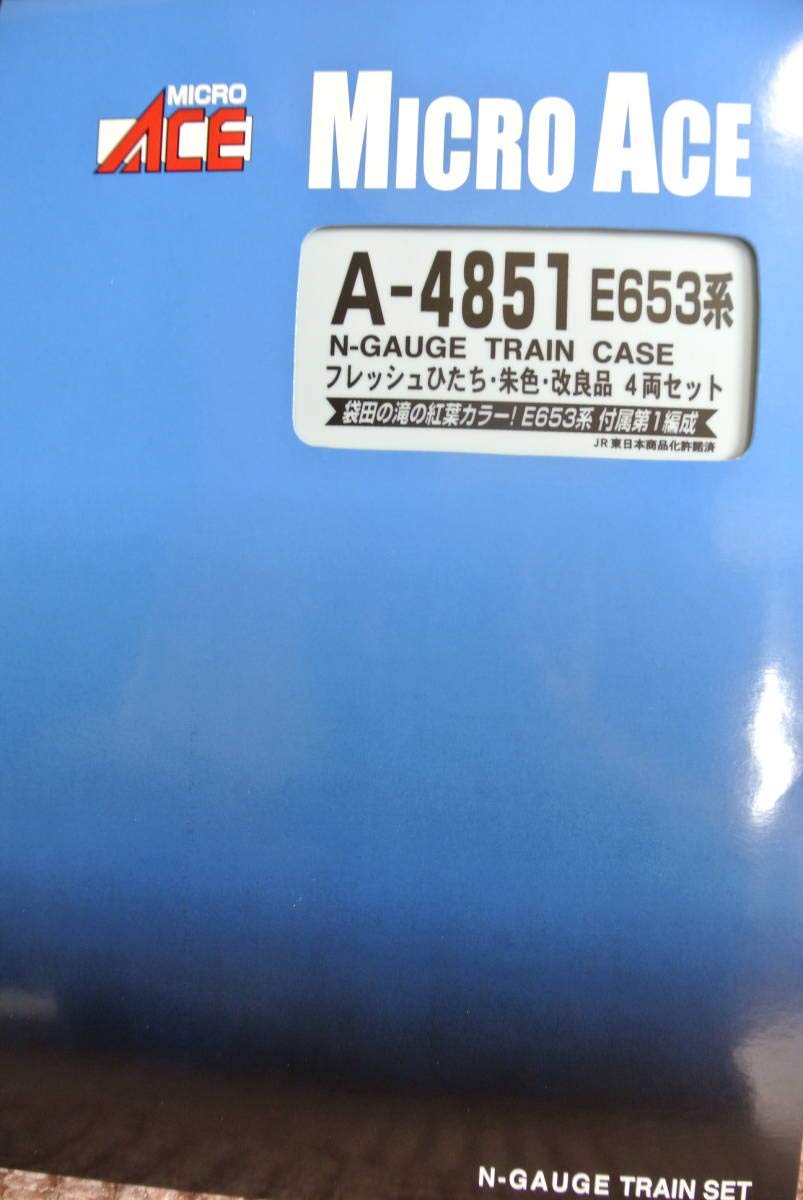 MICRO
ACE
MICRO ACE
A-4851 E653系
N-GAUGE TRAIN CASE
フレッシュひたち・朱色・改良品 4両セット
袋田の滝の紅葉カラー! E653系 付属第1編成
JR東日本商品化許諾済
N-GAUGE TRAIN SET